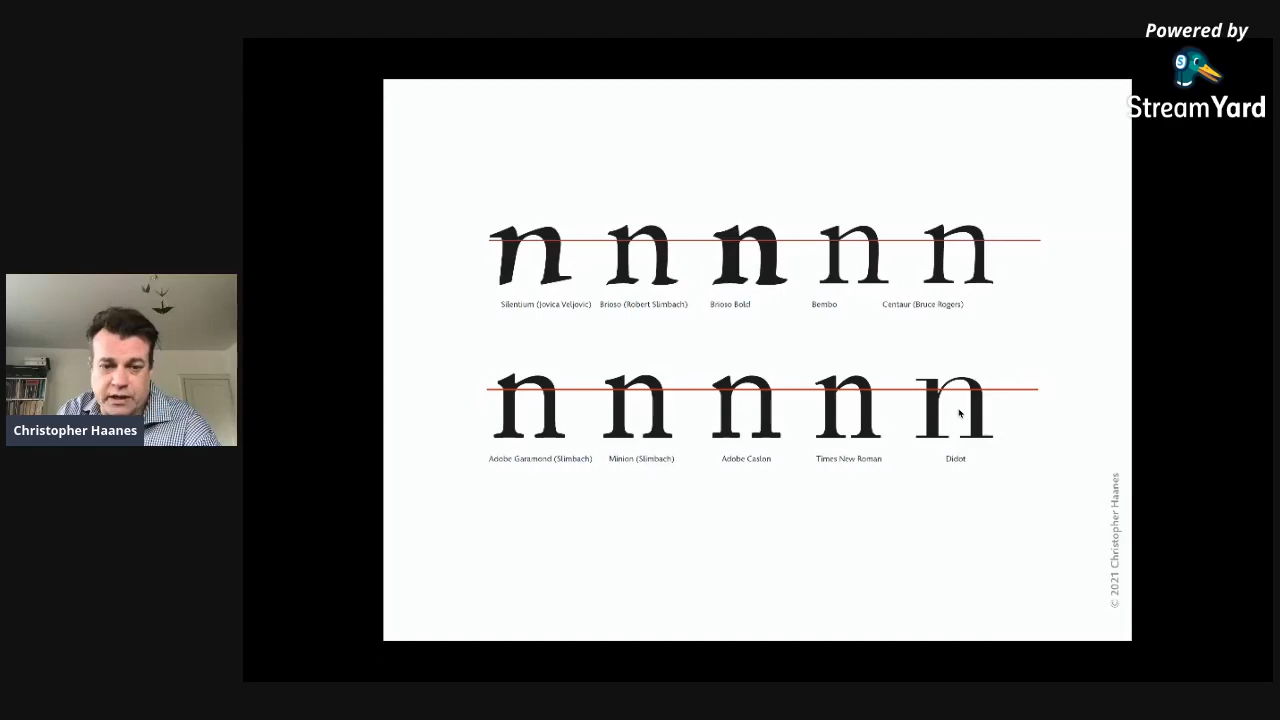 Powered by
StreamYard
n n n n n
Silentium (Jovica Veljovic) Brioso (Robert Slimbach) Brioso Bold Bembo Centaur (Bruce Rogers)
n n n n n
Adobe Garamond (Slimbach) Minion (Slimbach) Adobe Caslon Times New Roman Didot
Christopher Haanes
© 2021 Christopher Haanes